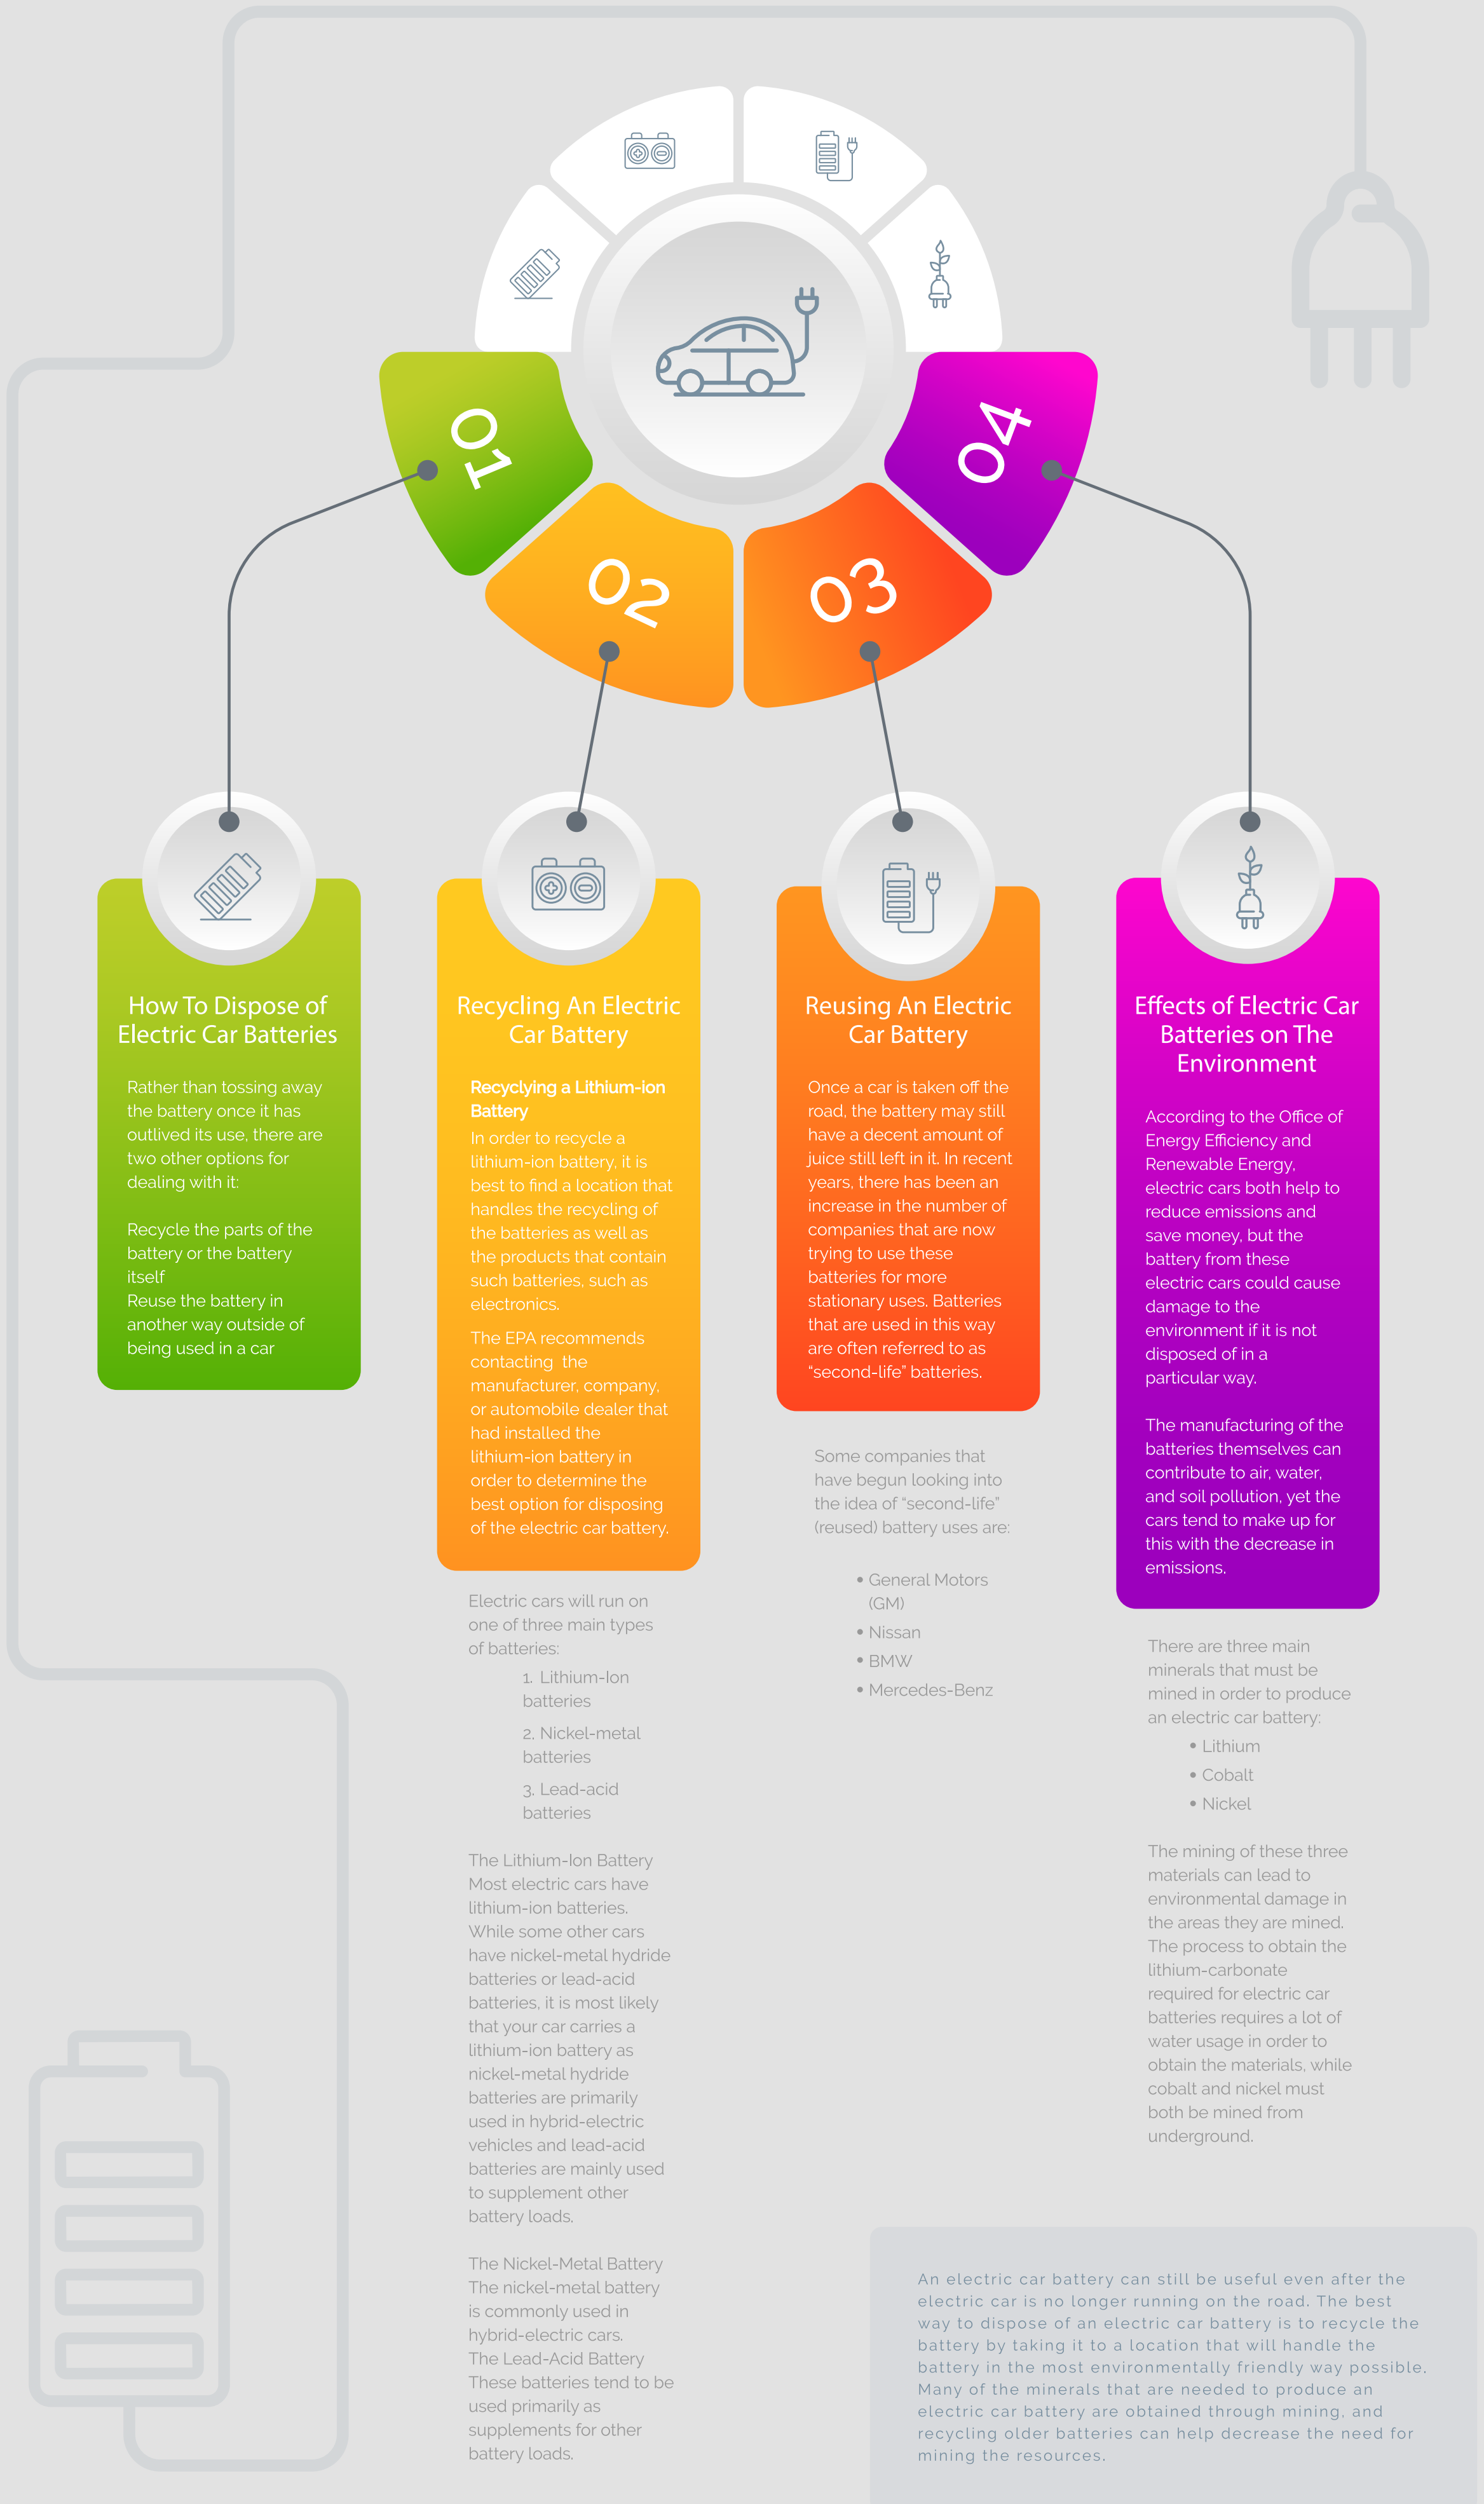 01
02
03
04
How To Dispose of
Electric Car Batteries
Rather than tossing away
the battery once it has
outlived its use, there are
two other options for
dealing with it:
Recycle the parts of the
battery or the battery
itself
Reuse the battery in
another way outside of
being used in a car
Recycling An Electric
Car Battery
Recyclying a Lithium-ion
Battery
In order to recycle a
lithium-ion battery, it is
best to find a location that
handles the recycling of
the batteries as well as
the products that contain
such batteries, such as
electronics.
The EPA recommends
contacting the
manufacturer, company,
or automobile dealer that
had installed the
lithium-ion battery in
order to determine the
best option for disposing
of the electric car battery.
Electric cars will run on
one of three main types
of batteries:
1. Lithium-Ion
batteries
2. Nickel-metal
batteries
3. Lead-acid
batteries
The Lithium-Ion Battery
Most electric cars have
lithium-ion batteries.
While some other cars
have nickel-metal hydride
batteries or lead-acid
batteries, it is most likely
that your car carries a
lithium-ion battery as
nickel-metal hydride
batteries are primarily
used in hybrid-electric
vehicles and lead-acid
batteries are mainly used
to supplement other
battery loads.
The Nickel-Metal Battery
The nickel-metal battery
is commonly used in
hybrid-electric cars.
The Lead-Acid Battery
These batteries tend to be
used primarily as
supplements for other
battery loads.
Reusing An Electric
Car Battery
Once a car is taken off the
road, the battery may still
have a decent amount of
juice still left in it. In recent
years, there has been an
increase in the number of
companies that are now
trying to use these
batteries for more
stationary uses. Batteries
that are used in this way
are often referred to as
“second-life” batteries.
Some companies that
have begun looking into
the idea of “second-life”
(reused) battery uses are:
• General Motors
(GM)
• Nissan
• BMW
• Mercedes-Benz
Effects of Electric Car
Batteries on The
Environment
According to the Office of
Energy Efficiency and
Renewable Energy,
electric cars both help to
reduce emissions and
save money, but the
battery from these
electric cars could cause
damage to the
environment if it is not
disposed of in a
particular way.
The manufacturing of the
batteries themselves can
contribute to air, water,
and soil pollution, yet the
cars tend to make up for
this with the decrease in
emissions.
There are three main
minerals that must be
mined in order to produce
an electric car battery:
• Lithium
• Cobalt
• Nickel
The mining of these three
materials can lead to
environmental damage in
the areas they are mined.
The process to obtain the
lithium-carbonate
required for electric car
batteries requires a lot of
water usage in order to
obtain the materials, while
cobalt and nickel must
both be mined from
underground.
An electric car battery can still be useful even after the
electric car is no longer running on the road. The best
way to dispose of an electric car battery is to recycle the
battery by taking it to a location that will handle the
battery in the most environmentally friendly way possible.
Many of the minerals that are needed to produce an
electric car battery are obtained through mining, and
recycling older batteries can help decrease the need for
mining the resources.